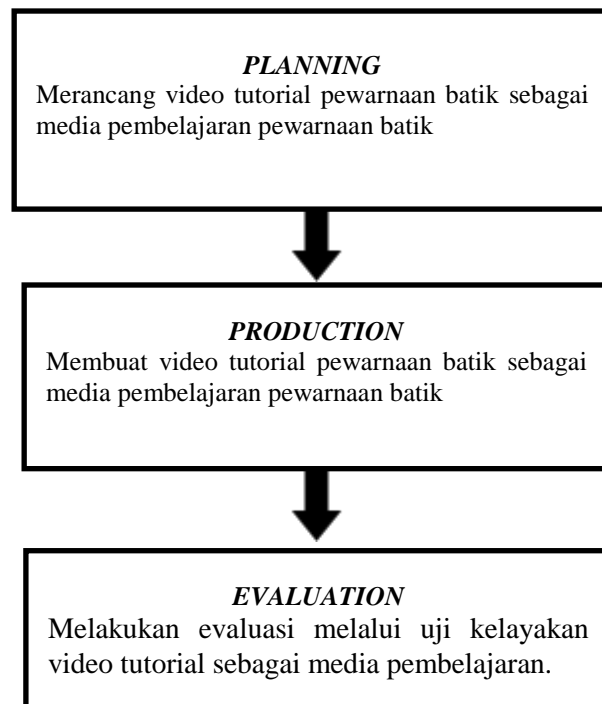 PLANNING
Merancang video tutorial pewarnaan batik sebagai
media pembelajaran pewarnaan batik
PRODUCTION
Membuat video tutorial pewarnaan batik sebagai
media pembelajaran pewarnaan batik
EVALUATION
Melakukan evaluasi melalui uji kelayakan
video tutorial sebagai media pembelajaran.